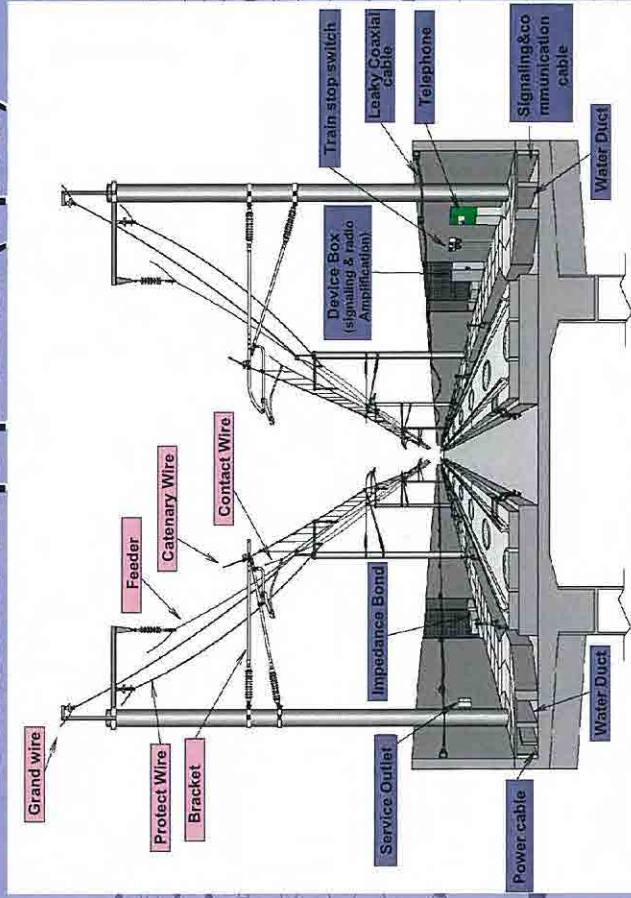 Grand wire
Feeder
Catenary Wire
Contact Wire
Protect Wire
Bracket
Device Box
(signaling & radio
Amplification)
Train stop switch
Leaky Coaxial
cable
Telephone
Service Outlet
Impedance Bond
Power cable
Water Duct
Signaling&co
mmunication
cable
Water Duct